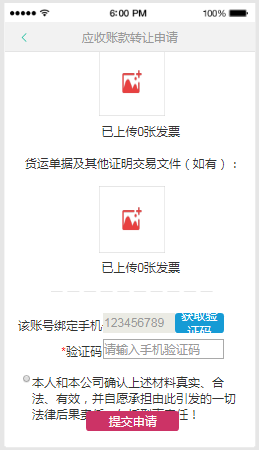 6:00 PM
100%
应收账款转让申请
已上传0张发票
货运单据及其他证明交易文件（如有）：
已上传0张发票
该账号绑定手机 123456789 获取验
证码
*验证码 请输入手机验证码
本人和本公司确认上述材料真实、合
法、有效，并自愿承担由此引发的一切
法律后果责任
责任！
提交申请